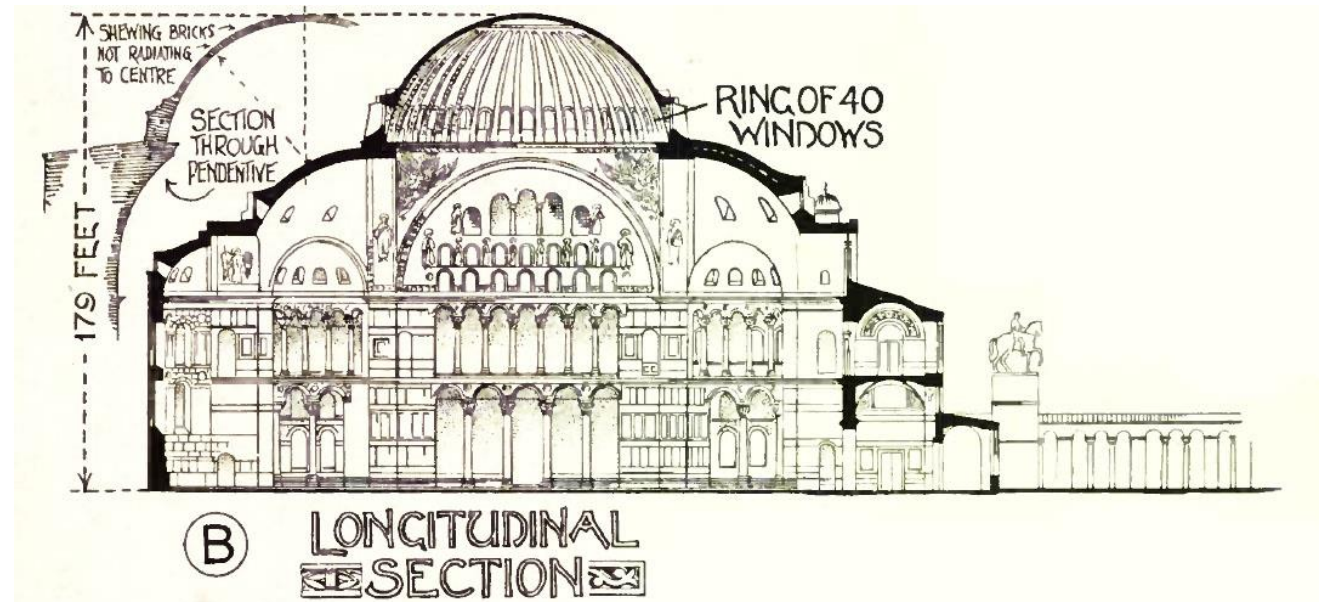 SHEWING BRICKS
NOT RADIATING
TO CENTRE
SECTION
THROUGH
PENDENTIVE
RING OF 40
WINDOWS
179 FEET
B
LONGITUDINAL
SECTION